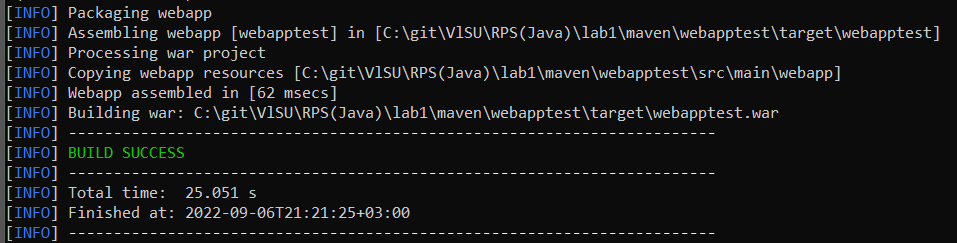 [INFO] Packaging webapp
[INFO] Assembling webapp [webapptest] in [C:\git\VlSU\RPS(Java)\lab1\maven\webapptest\target\webapptest]
[INFO] Processing war project
[INFO] Copying webapp resources [C:\git\VlSU\RPS(Java)\lab1\maven\webapptest\src\main\webapp]
[INFO] Webapp assembled in [62 msecs]
[INFO] Building war: C:\git\VlSU\RPS(Java)\lab1\maven\webapptest\target\webapptest.war
[INFO] ------------------------------------------------------------------------
[INFO] BUILD SUCCESS
[INFO] ------------------------------------------------------------------------
[INFO] Total time:  25.051 s
[INFO] Finished at: 2022-09-06T21:21:25+03:00
[INFO] ------------------------------------------------------------------------